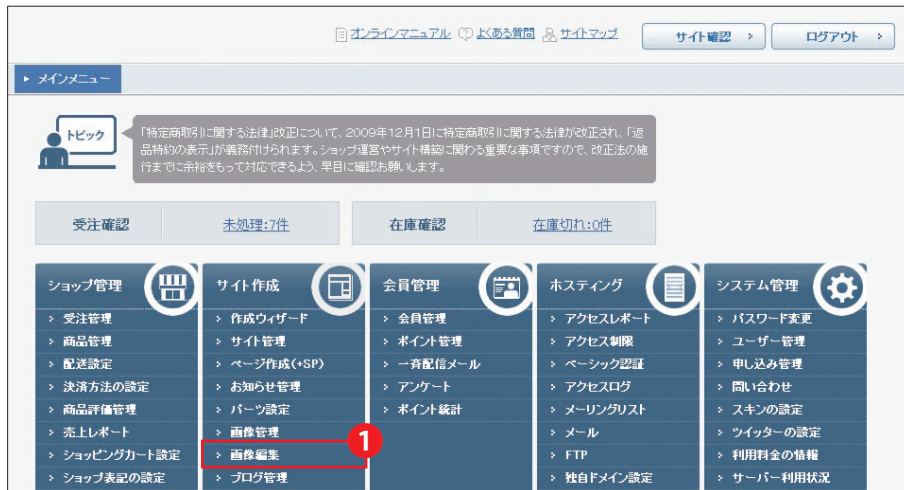 オンラインマニュアル よくある質問 サイトマップ サイト確認 ログアウト
メインメニュー
トピック
「特定商取引に関する法律」改正について、2009年12月1日に特定商取引に関する法律が改正され、「返
品特約の表示」が義務付けられます。ショップ運営やサイト構築に関わる重要な事項ですので、改正法の施
行までに余裕をもって対応できるよう、早目に確認お願いします。
受注確認 未処理:7件 在庫確認 在庫切れ:0件
ショップ管理
受注管理
商品管理
配送設定
決済方法の設定
商品評価管理
売上レポート
ショッピングカート設定
ショップ表記の設定
サイト作成
作成ウィザード
サイト管理
ページ作成(+SP)
お知らせ管理
パーツ設定
画像管理
画像編集
1
ブログ管理
会員管理
会員管理
ポイント管理
一斉配信メール
アンケート
ポイント統計
ホスティング
アクセスレポート
アクセス制限
ベーシック認証
アクセスログ
メーリングリスト
メール
FTP
独自ドメイン設定
システム管理
パスワード変更
ユーザー管理
申し込み管理
問い合わせ
スキンの設定
ツイッターの設定
利用料金の情報
サーバー利用状況